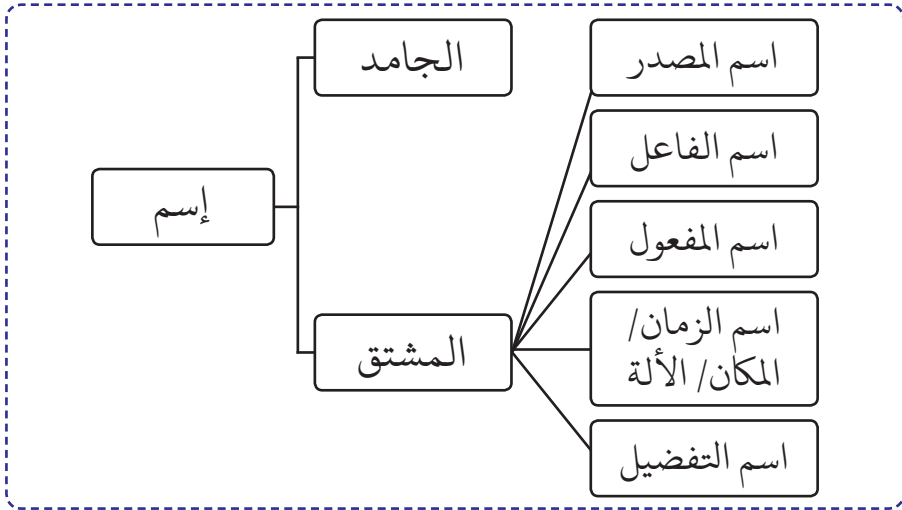 اسم المصدر
الجامد
اسم الفاعل
إسم
اسم المفعول
اسم الزمان/
المكان/ الألة
المشتق
اسم التفضيل